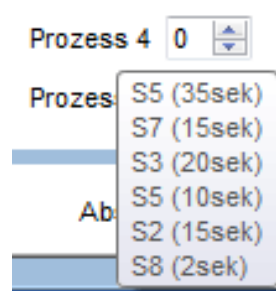 Prozess 4 0
Prozes
S5 (35sek)
S7 (15sek)
S3 (20sek)
S5 (10sek)
Ab
S2 (15sek)
S8 (2sek)